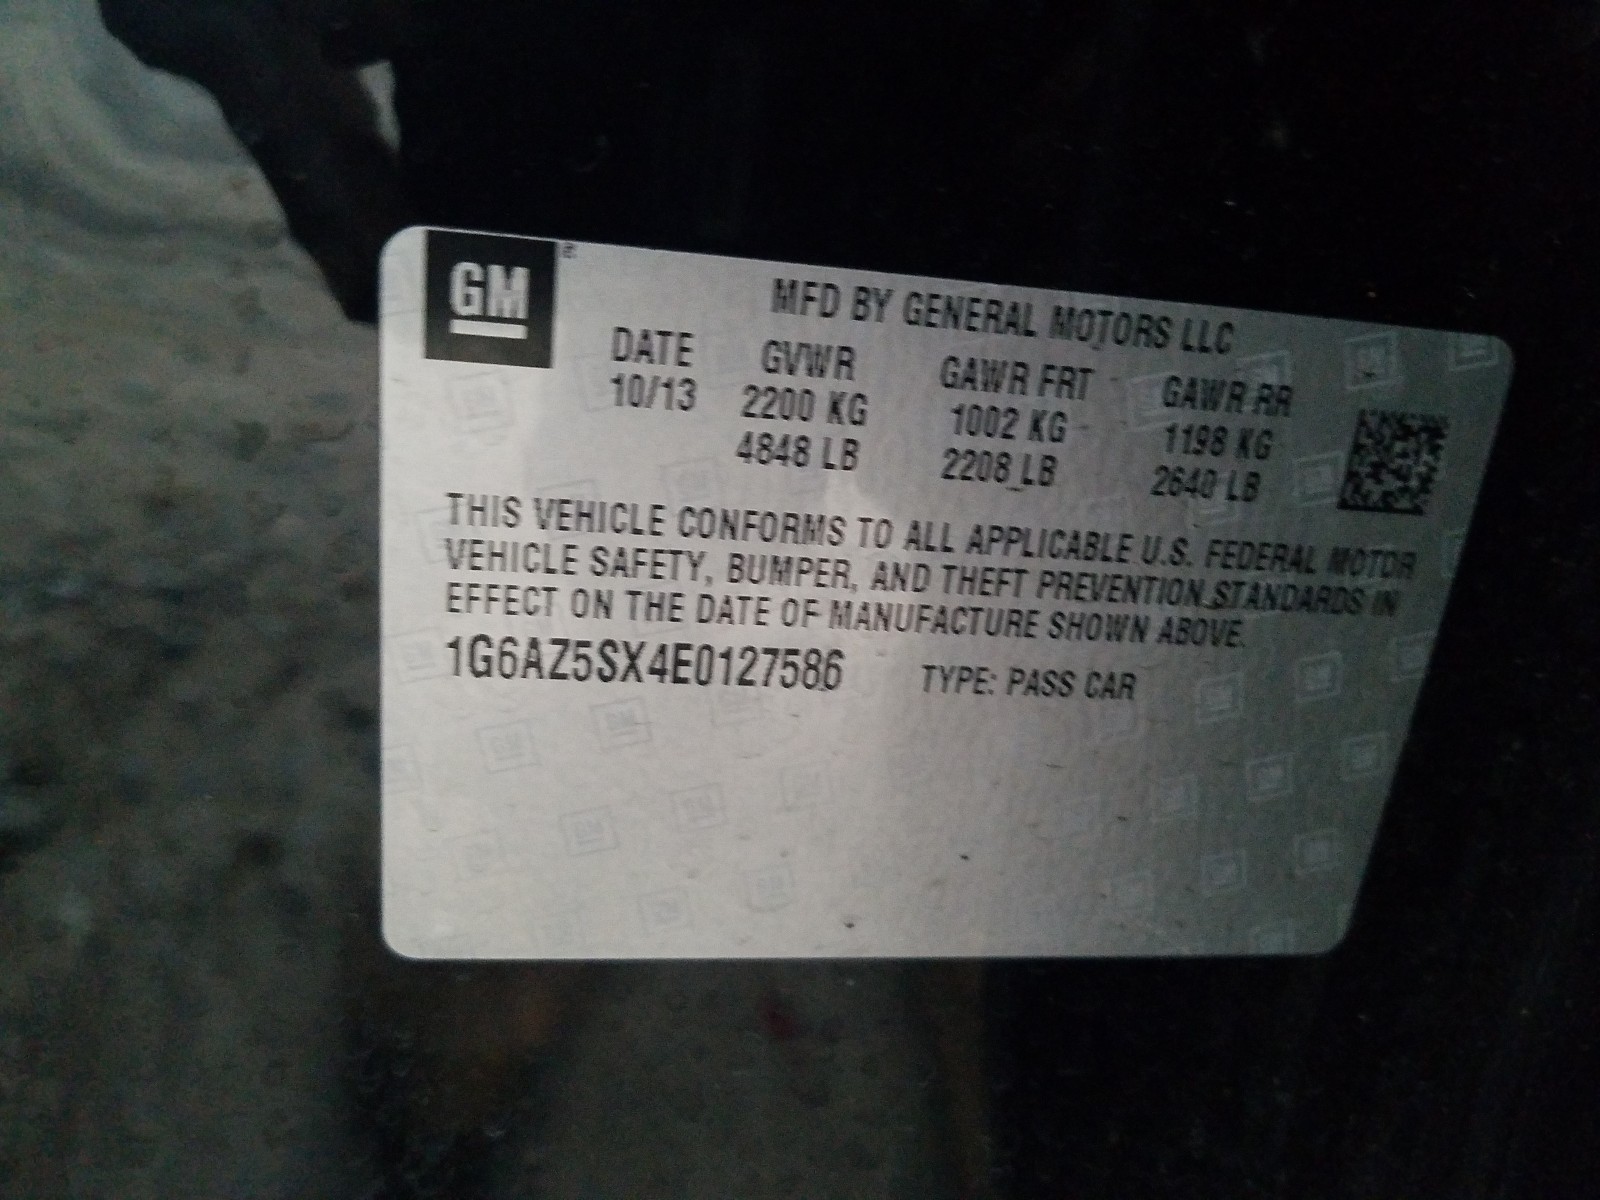 GM
MFD BY GENERAL MOTORS LLC
DATE GVWR GAWR FRT GAWR RR
10/13 2200 KG 1002 KG 1198 KG
4848 LB 2208 LB 2640 LB
THIS VEHICLE CONFORMS TO ALL APPLICABLE U.S. FEDERAL MOTOR
VEHICLE SAFETY, BUMPER, AND THEFT PREVENTION STANDARDS IN
EFFECT ON THE DATE OF MANUFACTURE SHOWN ABOVE.
1G6AZ5SX4E0127586 TYPE: PASS CAR